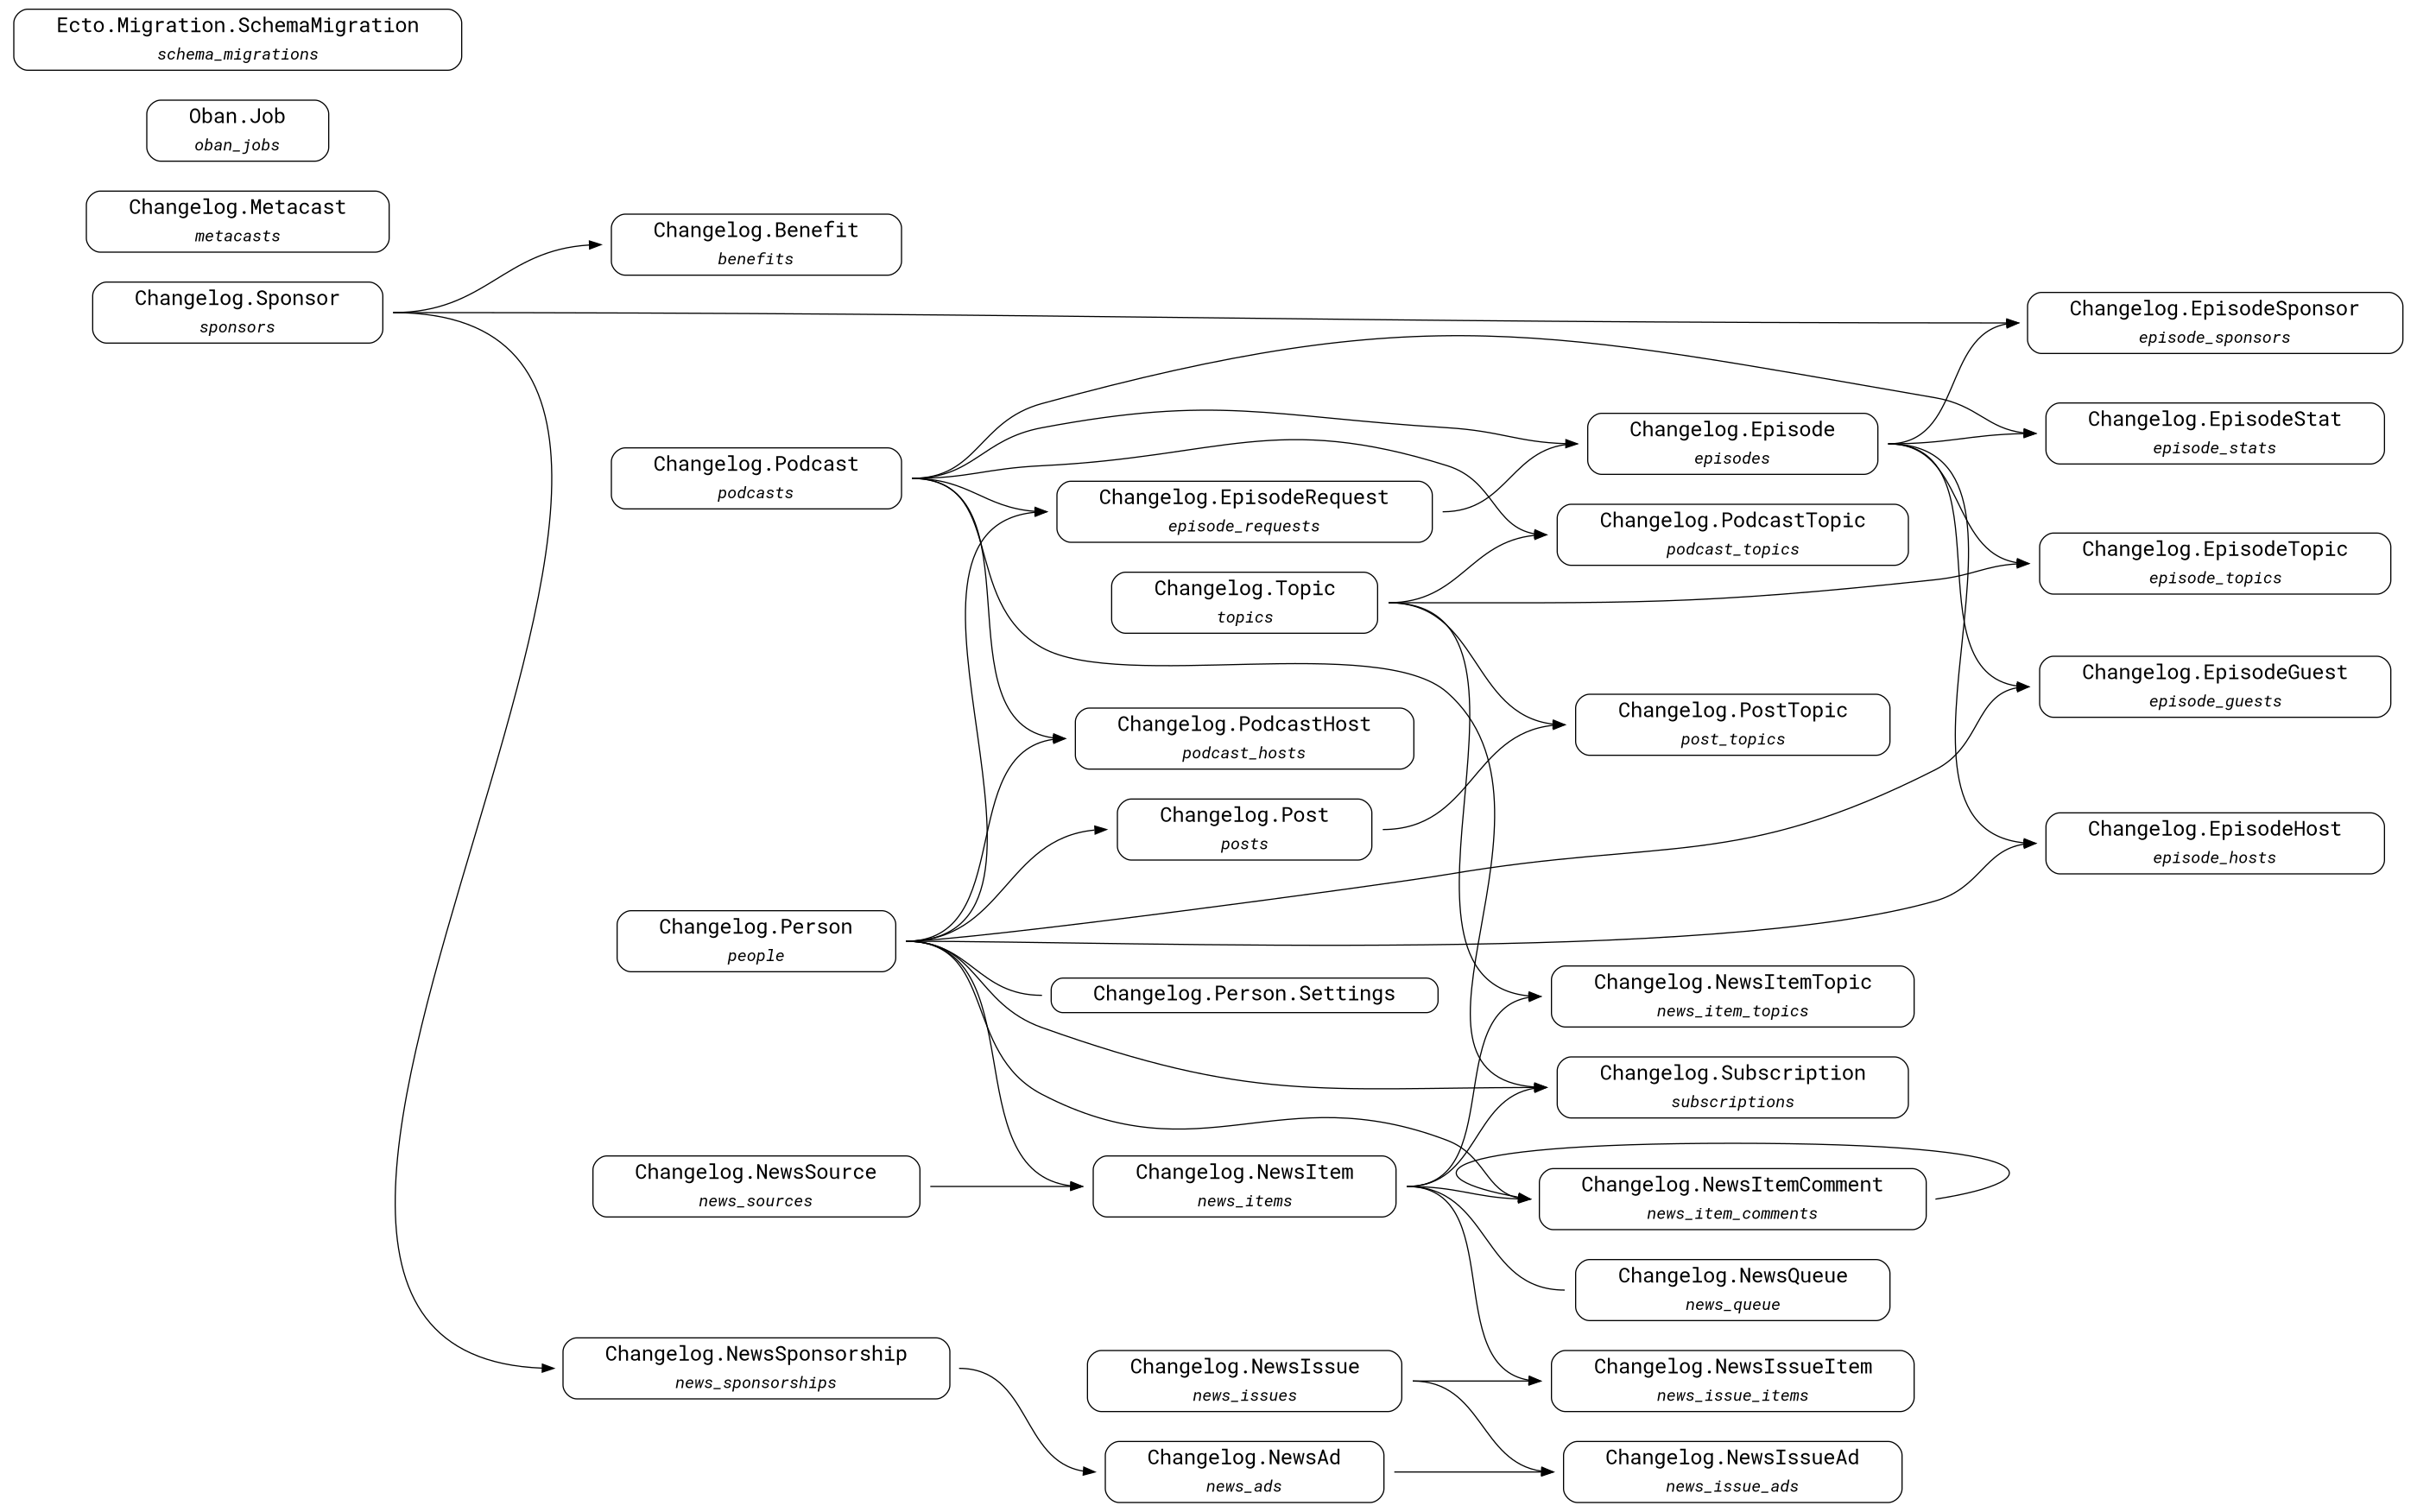 Ecto.Migration.SchemaMigration
schema_migrations
Oban.Job
oban_jobs
Changelog.Metacast
metacasts
Changelog.Sponsor
sponsors
Changelog.Benefit
benefits
Changelog.Podcast
podcasts
Changelog.Person
people
Changelog.NewsSource
news_sources
Changelog.NewsSponsorship
news_sponsorships
Changelog.EpisodeRequest
episode_requests
Changelog.Topic
topics
Changelog.PodcastHost
podcast_hosts
Changelog.Post
posts
Changelog.Person.Settings
Changelog.NewsItem
news_items
Changelog.NewsIssue
news_issues
Changelog.NewsAd
news_ads
Changelog.Episode
episodes
Changelog.PodcastTopic
podcast_topics
Changelog.PostTopic
post_topics
Changelog.NewsItemTopic
news_item_topics
Changelog.Subscription
subscriptions
Changelog.NewsItemComment
news_item_comments
Changelog.NewsQueue
news_queue
Changelog.NewsIssueItem
news_issue_items
Changelog.NewsIssueAd
news_issue_ads
Changelog.EpisodeSponsor
episode_sponsors
Changelog.EpisodeStat
episode_stats
Changelog.EpisodeTopic
episode_topics
Changelog.EpisodeGuest
episode_guests
Changelog.EpisodeHost
episode_hosts